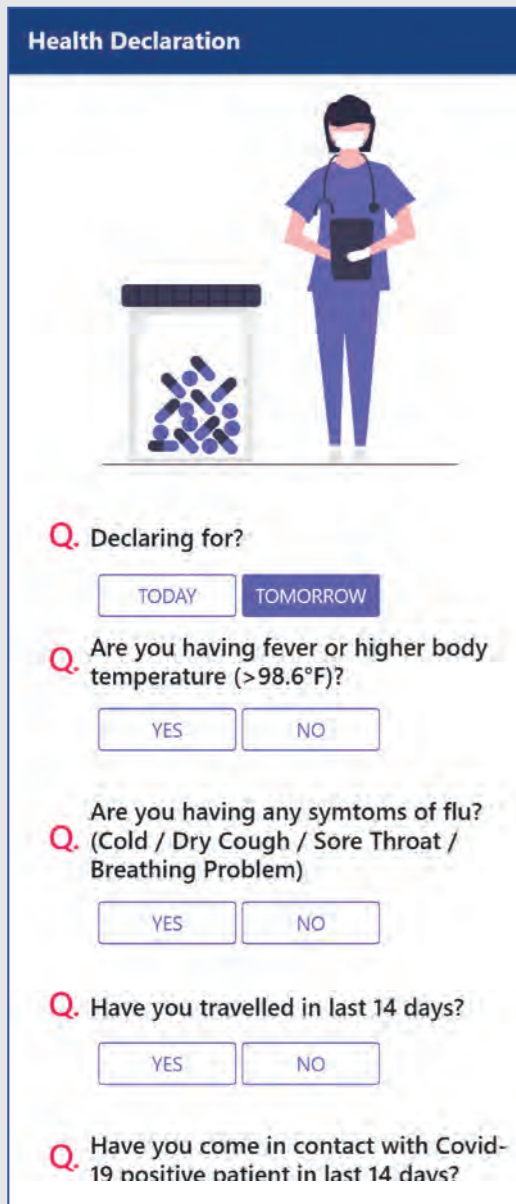 Health Declaration
Q. Declaring for?
TODAY TOMORROW
Q. Are you having fever or higher body
temperature (>98.6°F)?
YES NO
Q. Are you having any symtoms of flu?
(Cold / Dry Cough / Sore Throat /
Breathing Problem)
YES NO
Q. Have you travelled in last 14 days?
YES NO
Q. Have you come in contact with Covid-
19 positive patient in last 14 days?